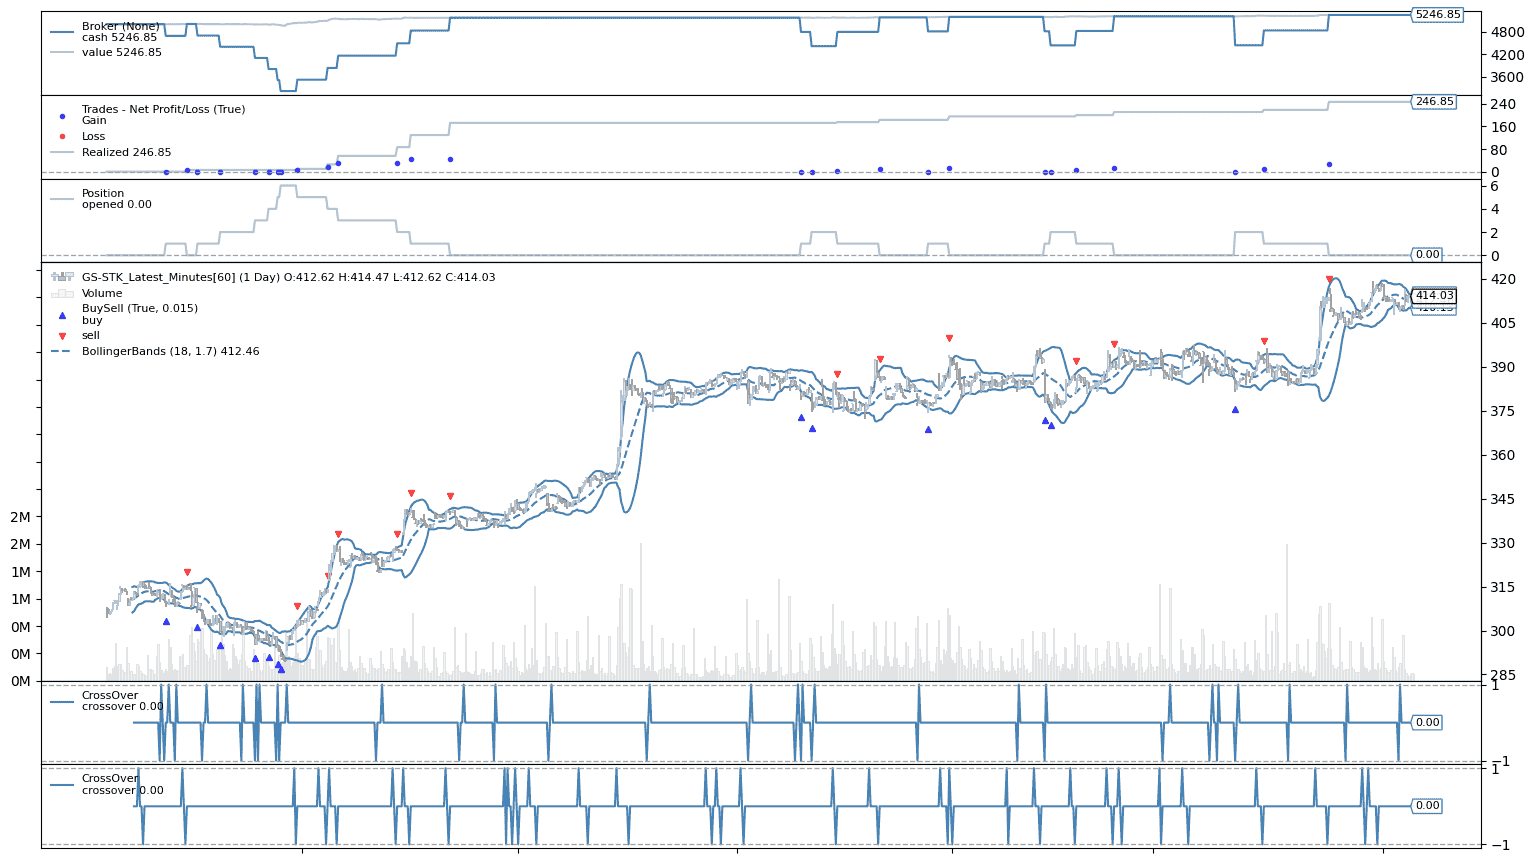 Broker (None)
cash 5246.85
value 5246.85
5246.85
4800
4200
3600
Trades - Net Profit/Loss (True)
Gain
Loss
Realized 246.85
246.85
240
160
80
0
Position
opened 0.00
6
4
2
0
0.00
GS-STK_Latest_Minutes[60] (1 Day) O:412.62 H:414.47 L:412.62 C:414.03
Volume
BuySell (True, 0.015)
buy
sell
BollingerBands (18, 1.7) 412.46
414.03
420
405
390
375
360
345
330
315
300
285
2M
2M
1M
1M
0M
0M
0M
CrossOver
crossover 0.00
0.00
1
−1
CrossOver
crossover 0.00
0.00
1
−1